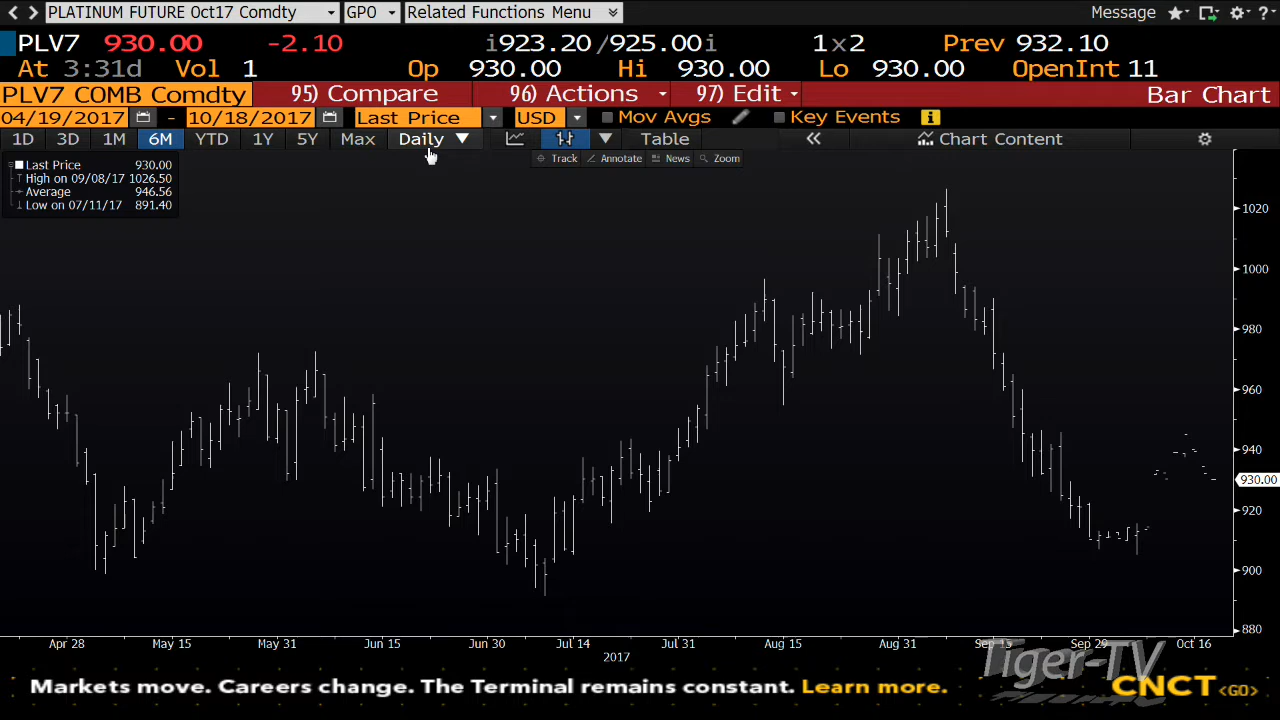 PLATINUM FUTURE Oct17 Comdty GPO Related Functions Menu Message
PLV7 930.00 -2.10 i923.20/925.00i 1x2 Prev 932.10
At 3:31d Vol 1 Op 930.00 Hi 930.00 Lo 930.00 OpenInt 11
PLV7 COMB Comdty 95) Compare 96) Actions 97) Edit Bar Chart
04/19/2017 - 10/18/2017 Last Price USD Mov Avgs Key Events
1D 3D 1M 6M YTD 1Y 5Y Max Daily Table Chart Content
Track Annotate News Zoom
Last Price 930.00
High on 09/08/17 1026.50
Average 946.56
Low on 07/11/17 891.40
1020
1000
980
960
940
930.00
920
900
880
Apr 28 May 15 May 31 Jun 15 Jun 30 Jul 14 Jul 31 Aug 15 Aug 31 Sep 15 Sep 29 Oct 16
2017
Tiger-TV
Markets move. Careers change. The Terminal remains constant. Learn more. CNCT <GO>